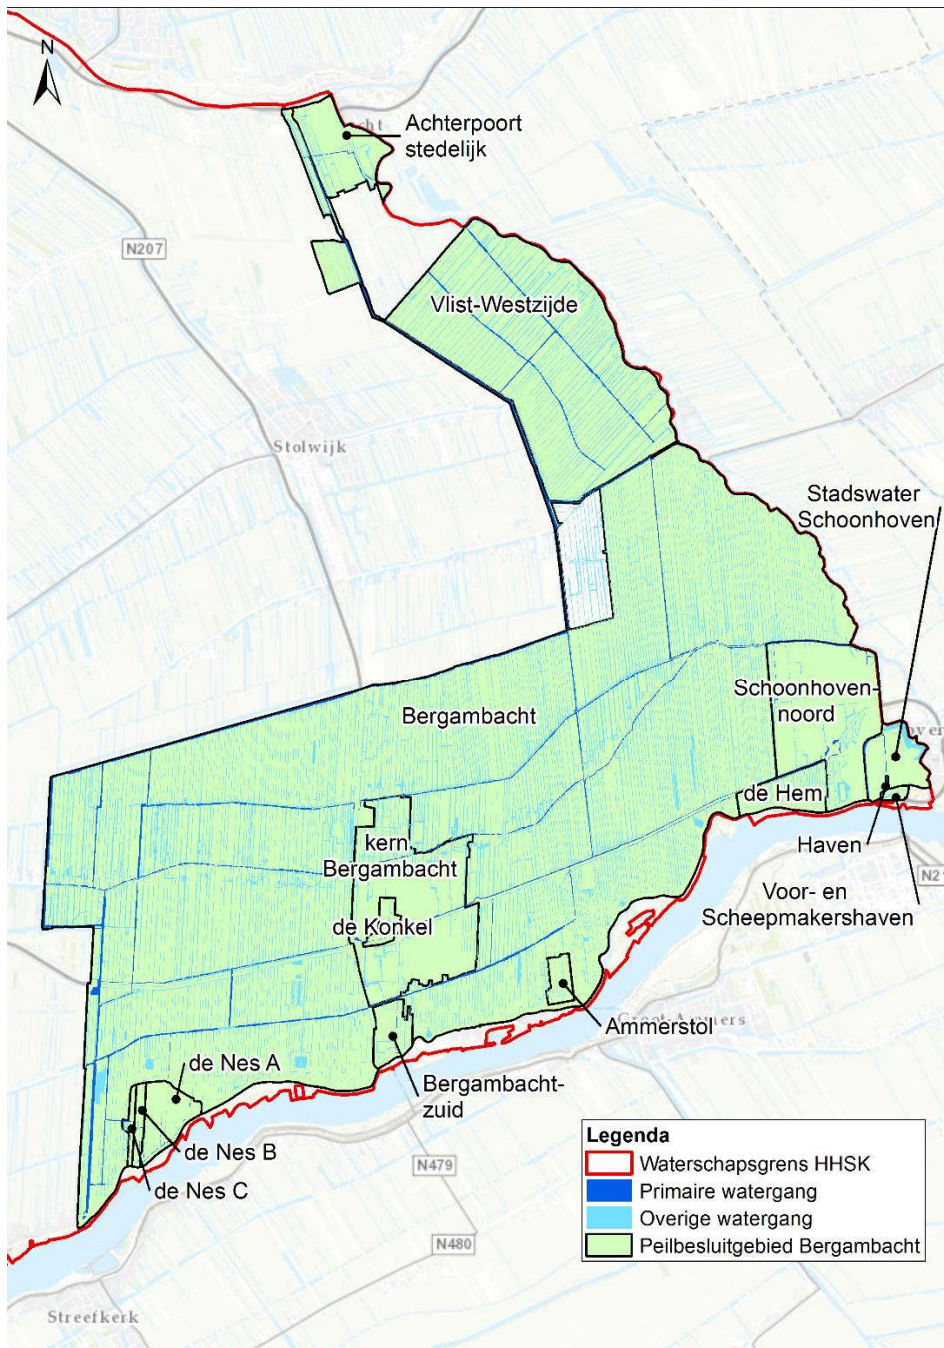 N
Achterpoort
stedelijk
N207
Vlist-Westzijde
Stolwijk
Stadswater
Schoonhoven
Bergambacht
Schoonhoven-
noord
de Hem
kern
Bergambacht
Haven
Voor- en
Scheepmakershaven
de Konkel
Ammerstol
de Nes A
Bergambacht-
zuid
de Nes B
de Nes C
N479
N480
Streefkerk
Legenda
Waterschapsgrens HHSK
Primaire watergang
Overige watergang
Peilbesluitgebied Bergambacht